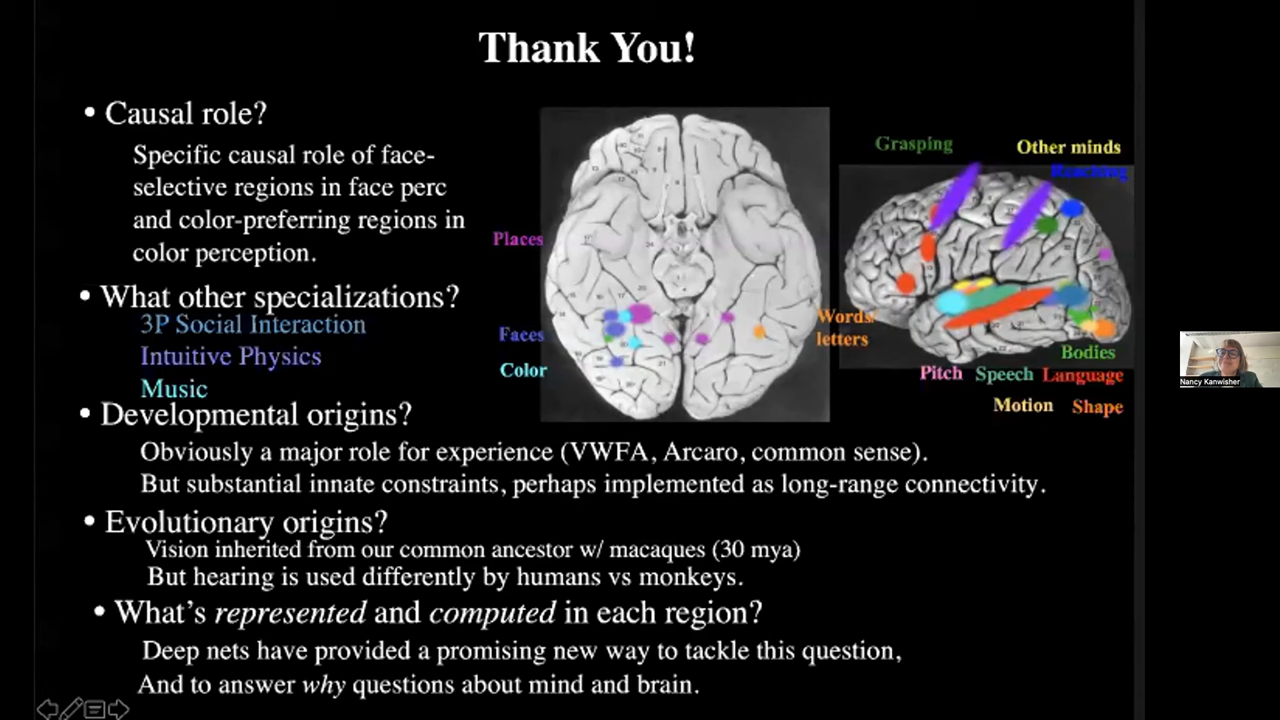 Thank You!
• Causal role?
Specific causal role of face-
selective regions in face perc
and color-preferring regions in
color perception.
• What other specializations?
3P Social Interaction
Intuitive Physics
Music
• Developmental origins?
Obviously a major role for experience (VWFA, Arcaro, common sense).
But substantial innate constraints, perhaps implemented as long-range connectivity.
• Evolutionary origins?
Vision inherited from our common ancestor w/ macaques (30 mya)
But hearing is used differently by humans vs monkeys.
• What's represented and computed in each region?
Deep nets have provided a promising new way to tackle this question,
And to answer why questions about mind and brain.
Places
Faces
Color
Words
letters
Grasping
Other minds
Reaching
Bodies
Pitch Speech Language
Motion Shape
Nancy Kanwisher